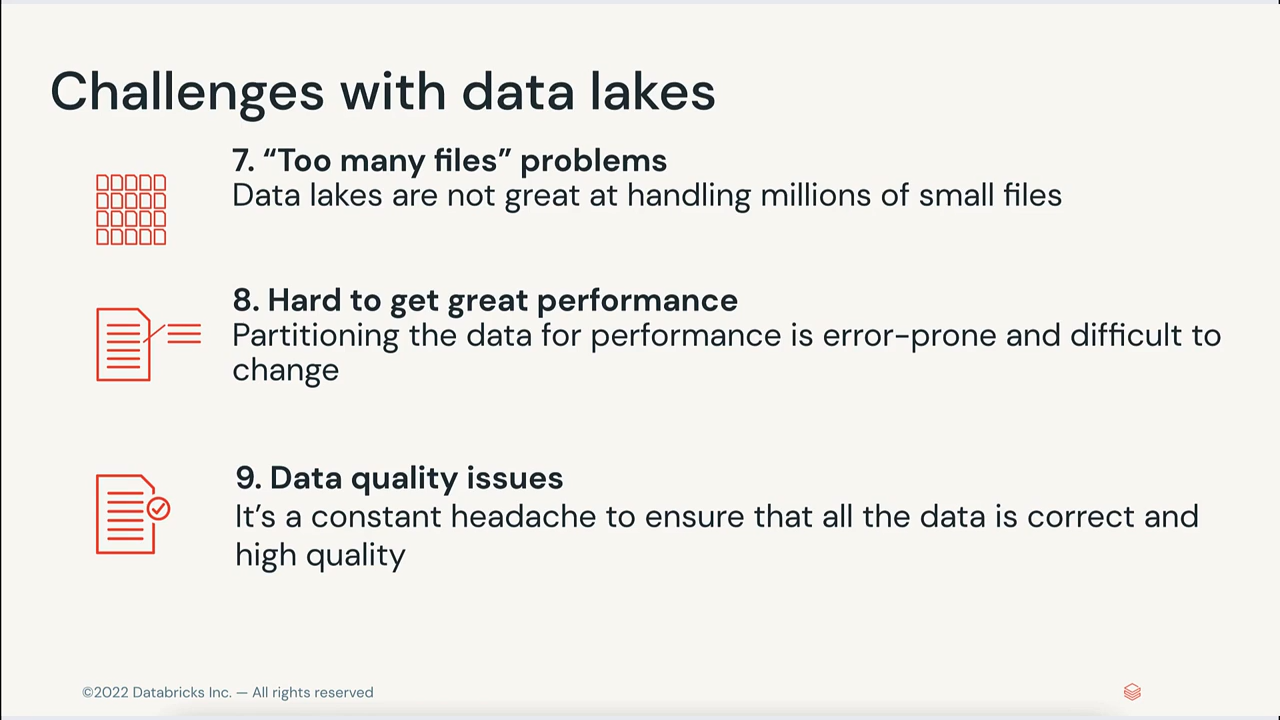 Challenges with data lakes
7. “Too many files” problems
Data lakes are not great at handling millions of small files
8. Hard to get great performance
Partitioning the data for performance is error-prone and difficult to
change
9. Data quality issues
It’s a constant headache to ensure that all the data is correct and
high quality
©2022 Databricks Inc. — All rights reserved